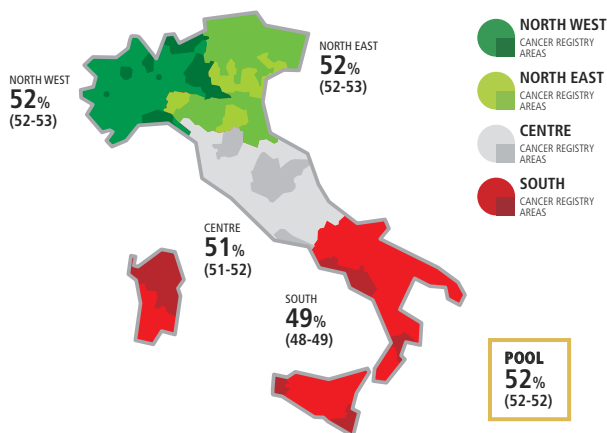 NORTH WEST
52%
(52-53)
NORTH EAST
52%
(52-53)
CENTRE
51%
(51-52)
SOUTH
49%
(48-49)
NORTH WEST
CANCER REGISTRY
AREAS
NORTH EAST
CANCER REGISTRY
AREAS
CENTRE
CANCER REGISTRY
AREAS
SOUTH
CANCER REGISTRY
AREAS
POOL
52%
(52-52)